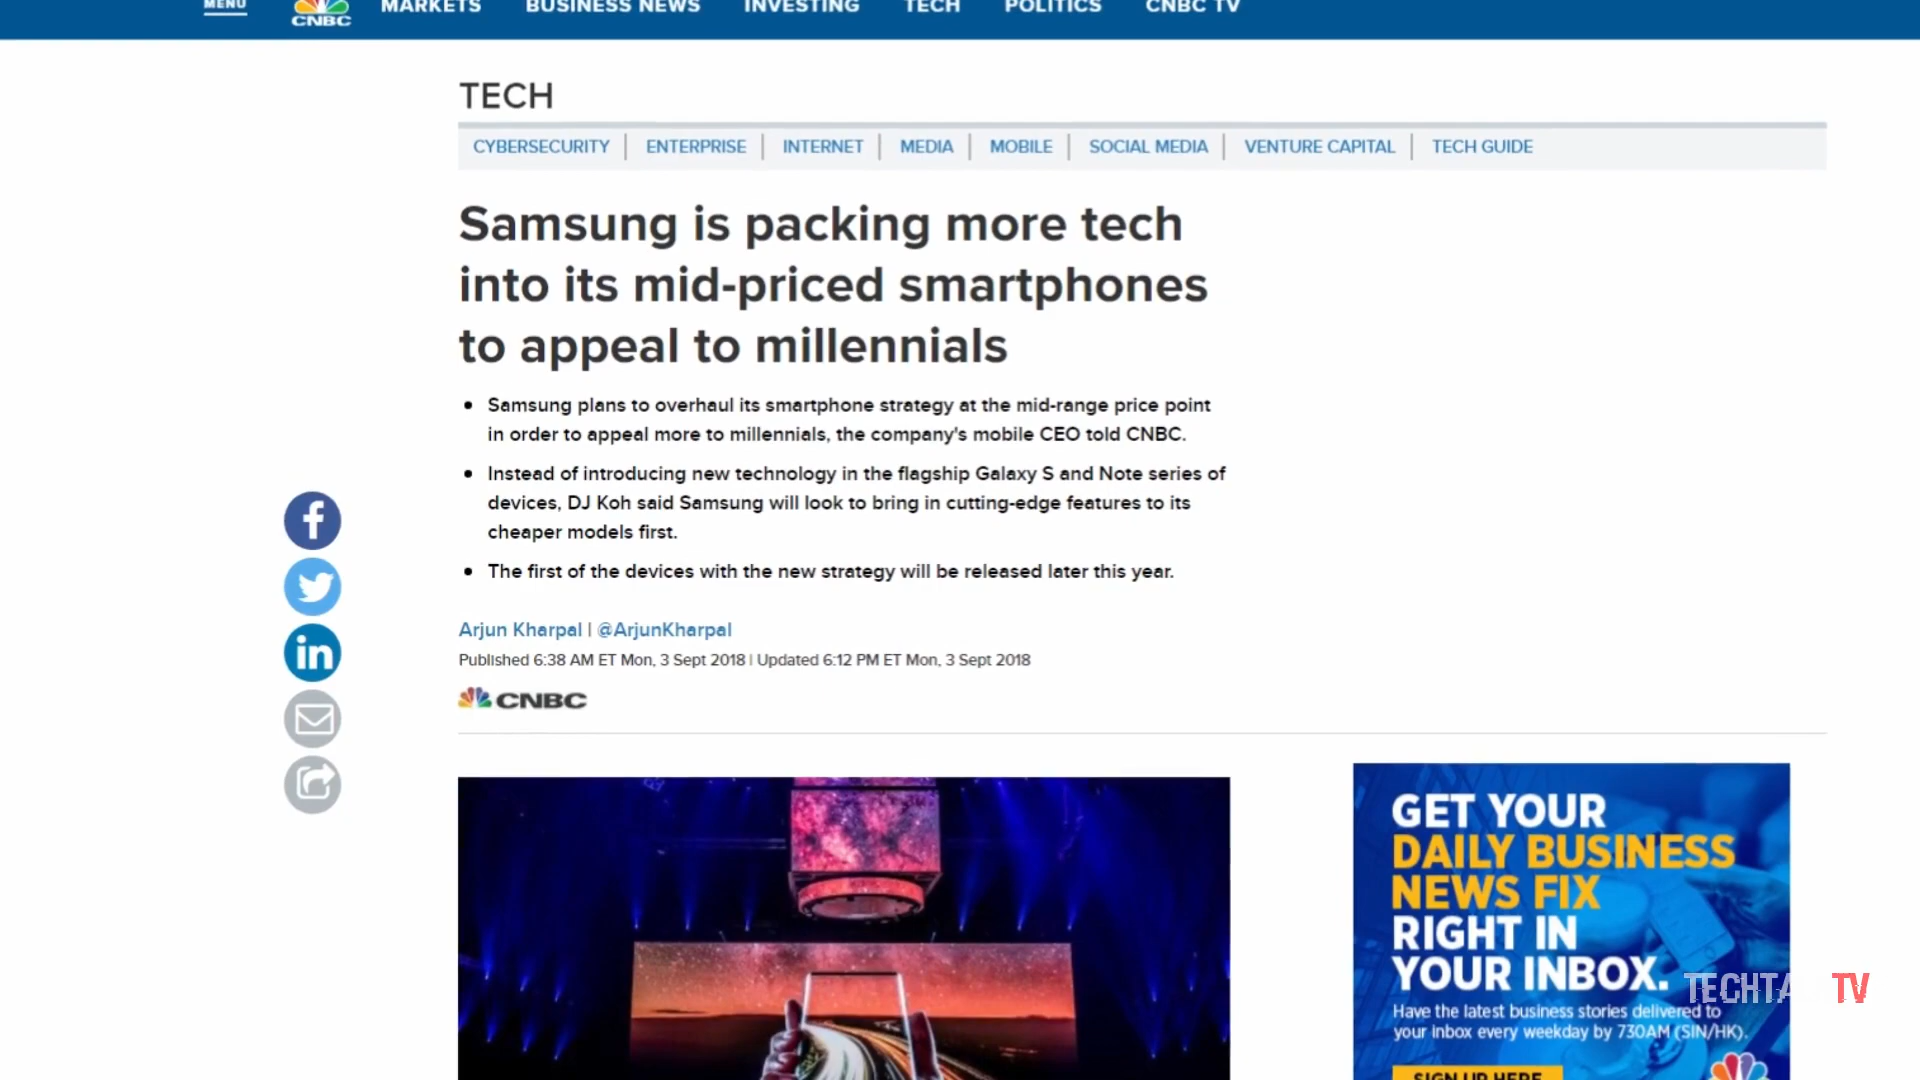 MENU
CNBC
MARKETS BUSINESS NEWS INVESTING TECH POLITICS CNBC TV
TECH
CYBERSECURITY | ENTERPRISE | INTERNET | MEDIA | MOBILE | SOCIAL MEDIA | VENTURE CAPITAL | TECH GUIDE
Samsung is packing more tech
into its mid-priced smartphones
to appeal to millennials
• Samsung plans to overhaul its smartphone strategy at the mid-range price point
in order to appeal more to millennials, the company's mobile CEO told CNBC.
• Instead of introducing new technology in the flagship Galaxy S and Note series of
devices, DJ Koh said Samsung will look to bring in cutting-edge features to its
cheaper models first.
• The first of the devices with the new strategy will be released later this year.
Arjun Kharpal | @ArjunKharpal
Published 6:38 AM ET Mon, 3 Sept 2018 | Updated 6:12 PM ET Mon, 3 Sept 2018
CNBC
GET YOUR
DAILY BUSINESS
NEWS FIX
RIGHT IN
YOUR INBOX.
Have the latest business stories delivered to
your inbox every weekday by 730AM (SIN/HK).
SIGN UP HERE
TV